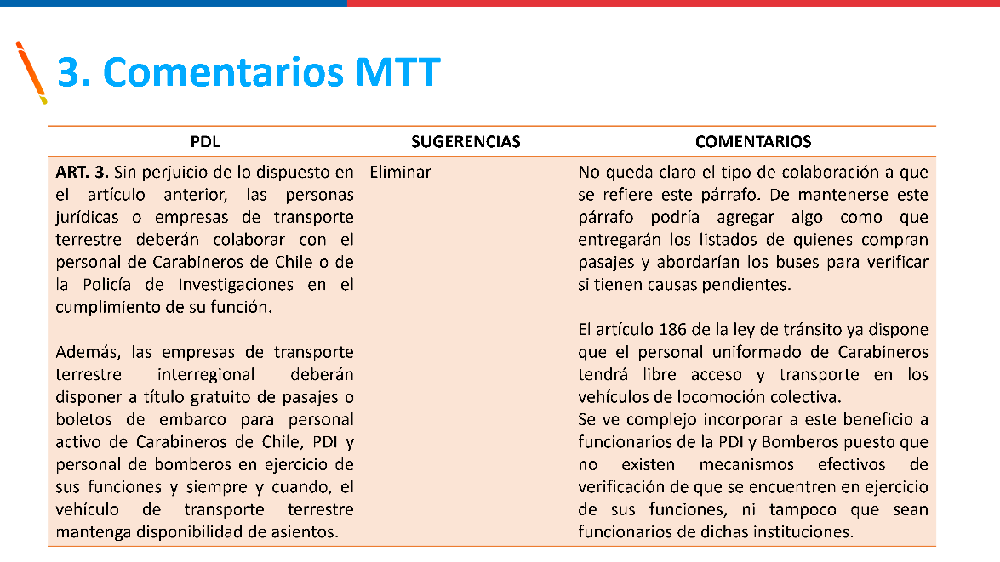 3. Comentarios MTT
PDL
SUGERENCIAS
COMENTARIOS
ART. 3. Sin perjuicio de lo dispuesto en
el artículo anterior, las personas
jurídicas o empresas de transporte
terrestre deberán colaborar con el
personal de Carabineros de Chile o de
la Policía de Investigaciones en el
cumplimiento de su función.
Además, las empresas de transporte
terrestre interregional deberán
disponer a título gratuito de pasajes o
boletos de embarco para personal
activo de Carabineros de Chile, PDI y
personal de bomberos en ejercicio de
sus funciones y siempre y cuando, el
vehículo de transporte terrestre
mantenga disponibilidad de asientos.
Eliminar
No queda claro el tipo de colaboración a que
se refiere este párrafo. De mantenerse este
párrafo podría agregar algo como que
entregarán los listados de quienes compran
pasajes y abordarían los buses para verificar
si tienen causas pendientes.
El artículo 186 de la ley de tránsito ya dispone
que el personal uniformado de Carabineros
tendrá libre acceso y transporte en los
vehículos de locomoción colectiva.
Se ve complejo incorporar a este beneficio a
funcionarios de la PDI y Bomberos puesto que
no existen mecanismos efectivos de
verificación de que se encuentren en ejercicio
de sus funciones, ni tampoco que sean
funcionarios de dichas instituciones.